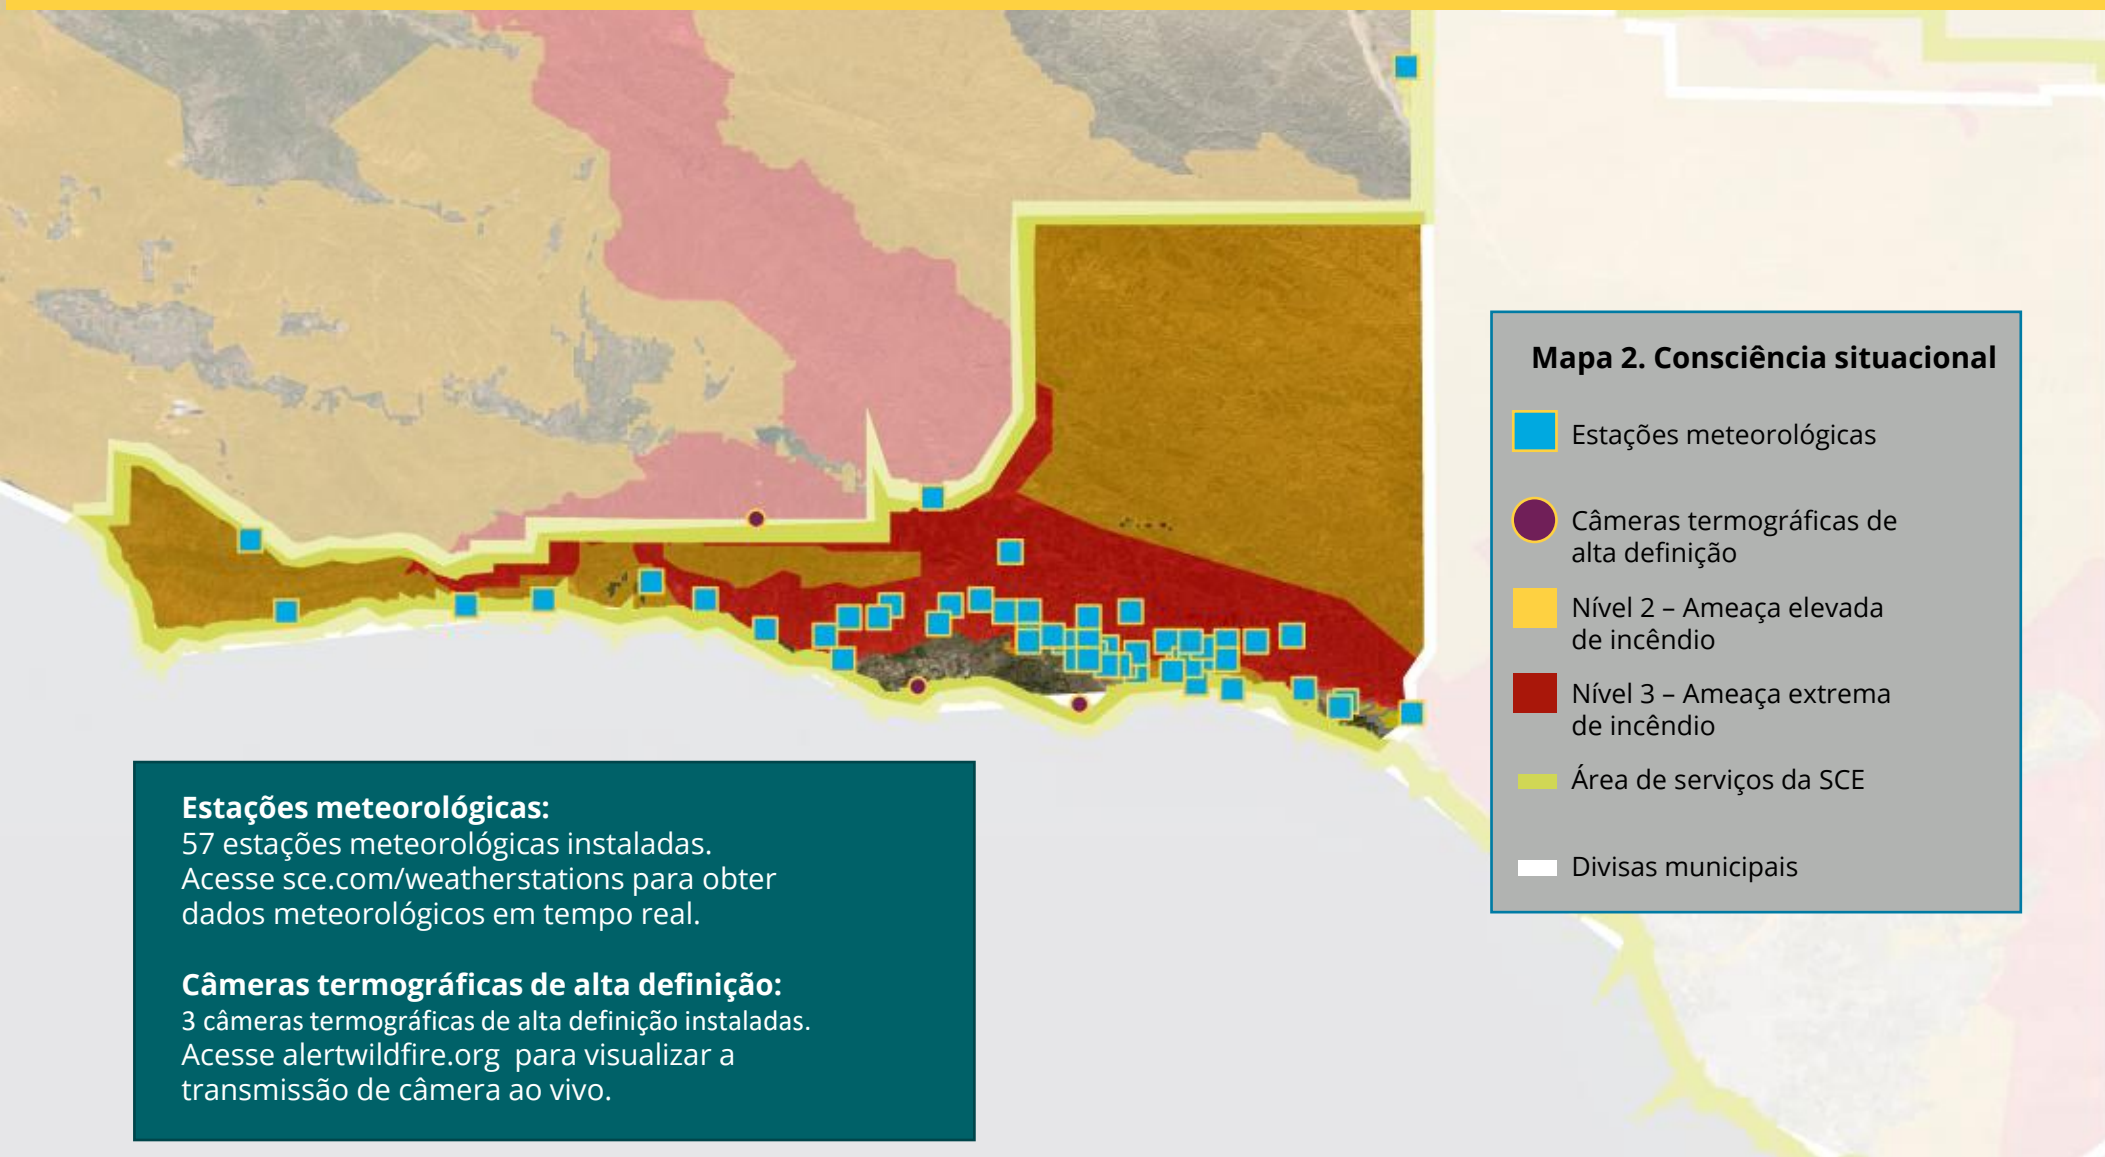 Mapa 2. Consciência situacional
Estações meteorológicas
Câmeras termográficas de
alta definição
Nível 2 – Ameaça elevada
de incêndio
Nível 3 – Ameaça extrema
de incêndio
Área de serviços da SCE
Divisas municipais
Estações meteorológicas:
57 estações meteorológicas instaladas.
Acesse sce.com/weatherstations para obter
dados meteorológicos em tempo real.
Câmeras termográficas de alta definição:
3 câmeras termográficas de alta definição instaladas.
Acesse alertwildfire.org para visualizar a
transmissão de câmera ao vivo.